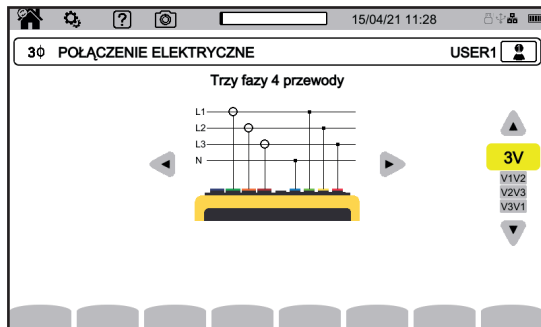 ? 15/04/21 11:28
3Φ POŁĄCZENIE ELEKTRYCZNE USER1
Trzy fazy 4 przewody
L1
L2
L3
N
3V
V1V2
V2V3
V3V1